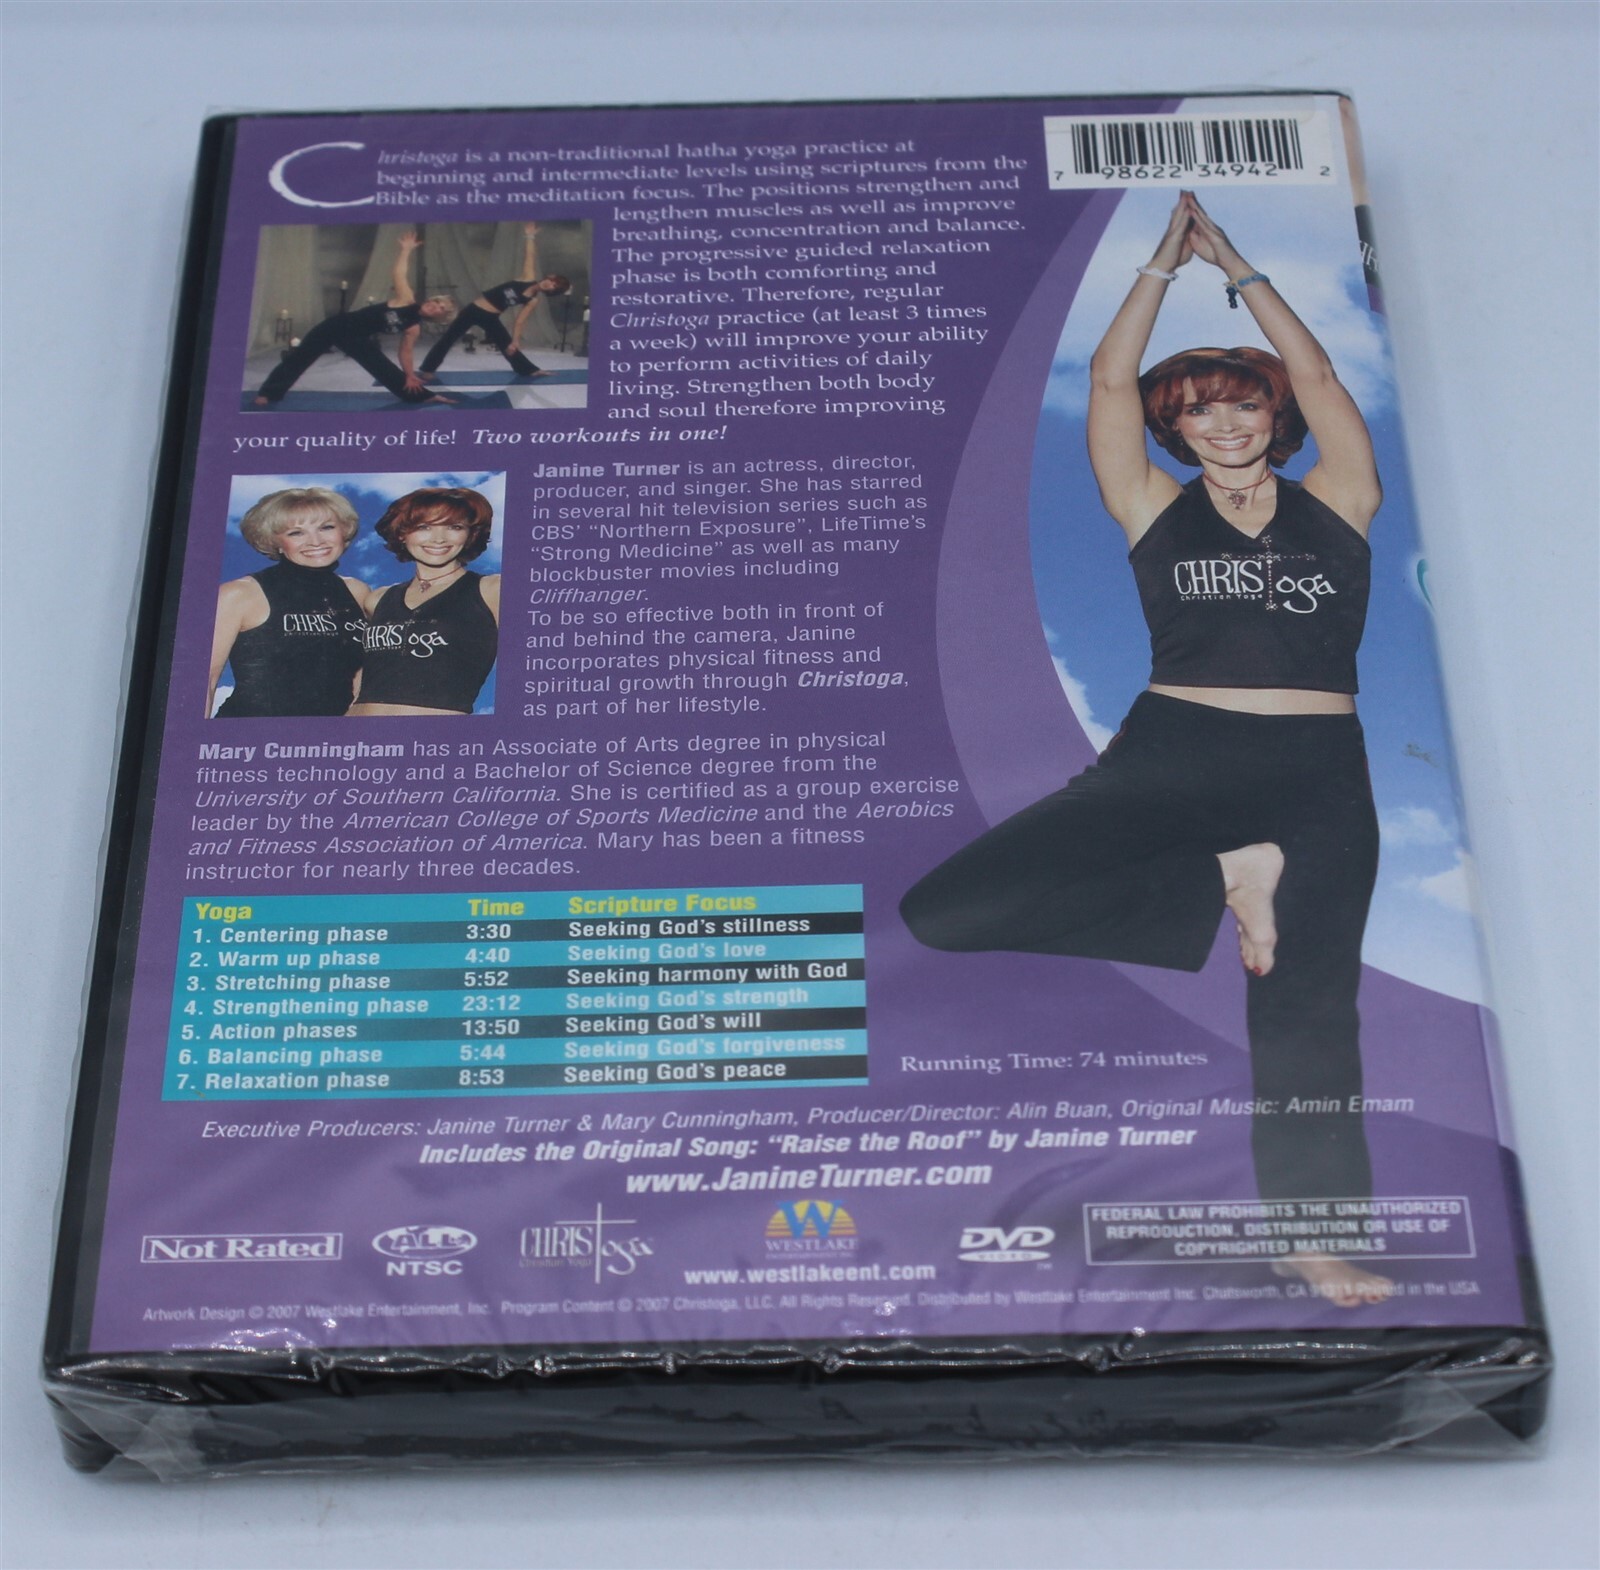 Christoga is a non-traditional hatha yoga practice at
beginning and intermediate levels using scriptures from the
Bible as the meditation focus. The positions strengthen and
lengthen muscles as well as improve
breathing, concentration and balance.
The progressive guided relaxation
phase is both comforting and
restorative. Therefore, regular
Christoga practice (at least 3 times
a week) will improve your ability
to perform activities of daily
living. Strengthen both body
and soul therefore improving
your quality of life! Two workouts in one!
7 98622 34942 2
CHRISToga
Christian Yoga
Janine Turner is an actress, director,
producer, and singer. She has starred
in several hit television series such as
CBS' "Northern Exposure", LifeTime's
"Strong Medicine" as well as many
blockbuster movies including
Cliffhanger.
To be so effective both in front of
and behind the camera, Janine
incorporates physical fitness and
spiritual growth through Christoga,
as part of her lifestyle.
CHRIS og
CHRIS oga
Mary Cunningham has an Associate of Arts degree in physical
fitness technology and a Bachelor of Science degree from the
University of Southern California. She is certified as a group exercise
leader by the American College of Sports Medicine and the Aerobics
and Fitness Association of America. Mary has been a fitness
instructor for nearly three decades.
Yoga Time Scripture Focus
1. Centering phase 3:30 Seeking God's stillness
2. Warm up phase 4:40 Seeking God's love
3. Stretching phase 5:52 Seeking harmony with God
4. Strengthening phase 23:12 Seeking God's strength
5. Action phases 13:50 Seeking God's will
6. Balancing phase 5:44 Seeking God's forgiveness
7. Relaxation phase 8:53 Seeking God's peace
Running Time: 74 minutes
Executive Producers: Janine Turner & Mary Cunningham, Producer/Director: Alin Buan, Original Music: Amin Emam
Includes the Original Song: "Raise the Roof" by Janine Turner
www.JanineTurner.com
Not Rated
ALL
NTSC
CHRISToga
Christian Yoga
W
WESTLAKE
ENTERTAINMENT INC.
www.westlakeent.com
DVD
VIDEO
TM
FEDERAL LAW PROHIBITS THE UNAUTHORIZED
REPRODUCTION, DISTRIBUTION OR USE OF
COPYRIGHTED MATERIALS
Artwork Design © 2007 Westlake Entertainment, Inc. Program Content © 2007 Christoga, LLC. All Rights Reserved. Distributed by Westlake Entertainment Inc. Chatsworth, CA Printed in the USA